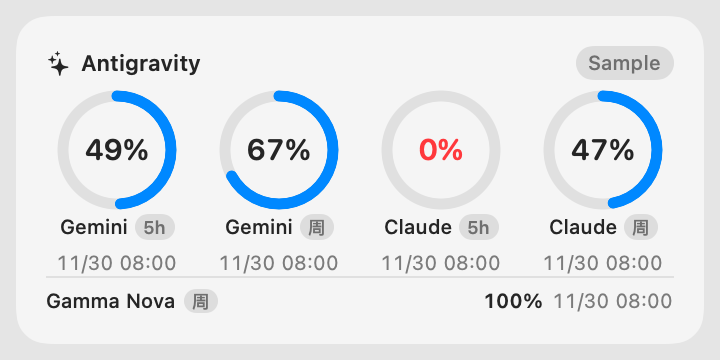 Antigravity Sample
49% 67% 0% 47%
Gemini 5h Gemini 周 Claude 5h Claude 周
11/30 08:00 11/30 08:00 11/30 08:00 11/30 08:00
Gamma Nova 周 100% 11/30 08:00